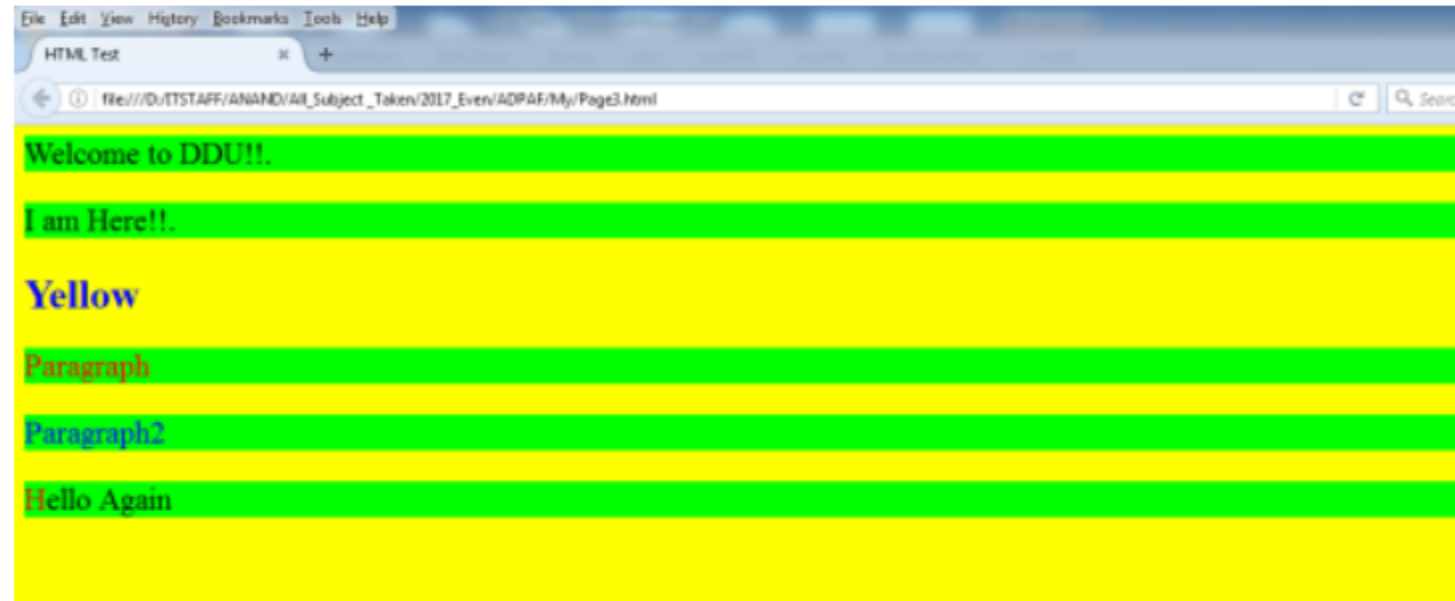 File Edit View History Bookmarks Tools Help
HTML Test × +
file:///D:/ITSTAFF/ANAND/All_Subject_Taken/2017_Even/ADPAF/My/Page3.html
Welcome to DDU!!.
I am Here!!.
Yellow
Paragraph
Paragraph2
Hello Again